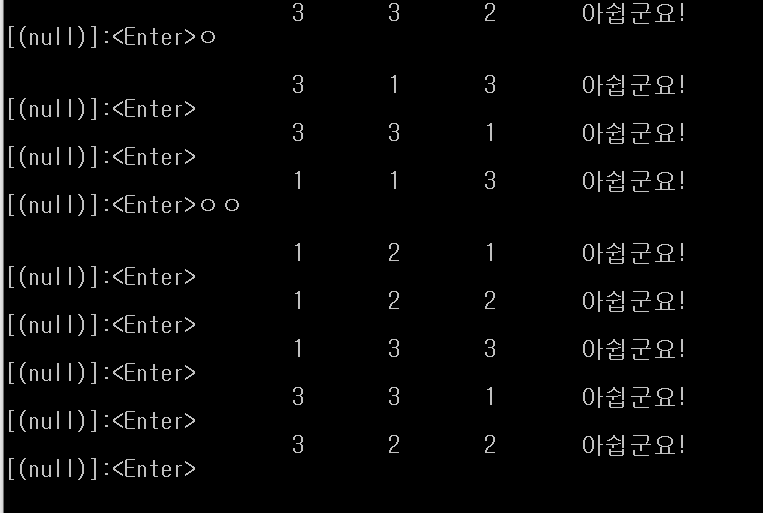 3 3 2 아쉽군요!
[(null)]:<Enter>ㅇ
3 1 3 아쉽군요!
[(null)]:<Enter>
3 3 1 아쉽군요!
[(null)]:<Enter>
1 1 3 아쉽군요!
[(null)]:<Enter>ㅇㅇ
1 2 1 아쉽군요!
[(null)]:<Enter>
1 2 2 아쉽군요!
[(null)]:<Enter>
1 3 3 아쉽군요!
[(null)]:<Enter>
3 3 1 아쉽군요!
[(null)]:<Enter>
3 2 2 아쉽군요!
[(null)]:<Enter>